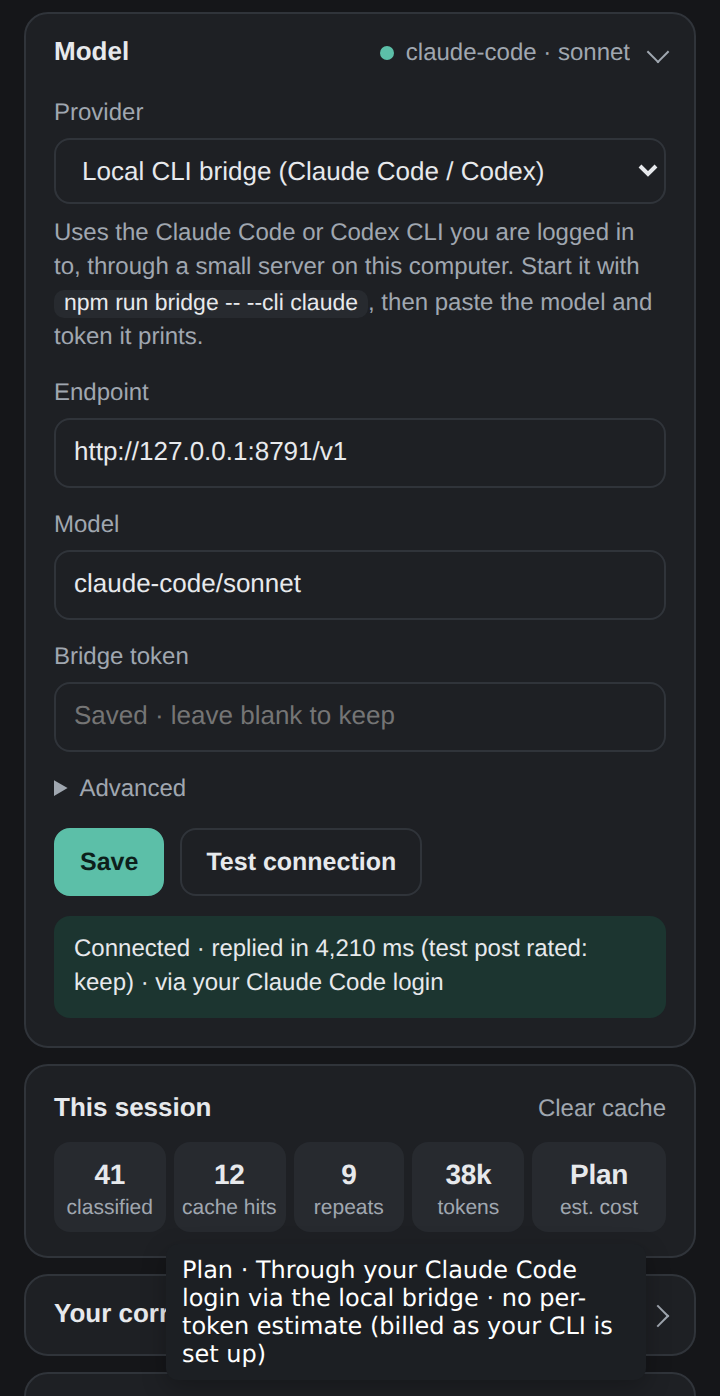 Model
claude-code · sonnet
Provider
Local CLI bridge (Claude Code / Codex)
Uses the Claude Code or Codex CLI you are logged in
to, through a small server on this computer. Start it with
npm run bridge -- --cli claude, then paste the model and
token it prints.
Endpoint
http://127.0.0.1:8791/v1
Model
claude-code/sonnet
Bridge token
Saved · leave blank to keep
Advanced
Save
Test connection
Connected · replied in 4,210 ms (test post rated:
keep) · via your Claude Code login
This session
Clear cache
41
classified
12
cache hits
9
repeats
38k
tokens
Plan
est. cost
Your corr
Plan · Through your Claude Code
login via the local bridge · no per-
token estimate (billed as your CLI is
set up)